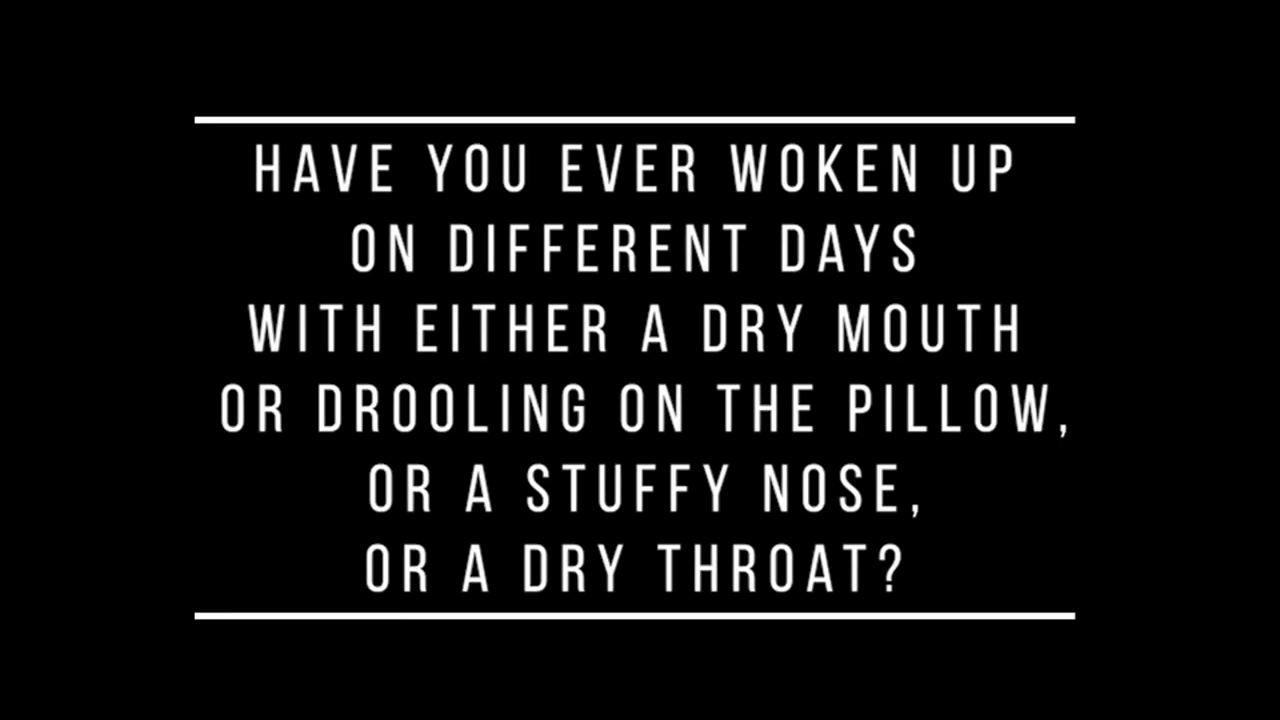 HAVE YOU EVER WOKEN UP
ON DIFFERENT DAYS
WITH EITHER A DRY MOUTH
OR DROOLING ON THE PILLOW,
OR A STUFFY NOSE,
OR A DRY THROAT?